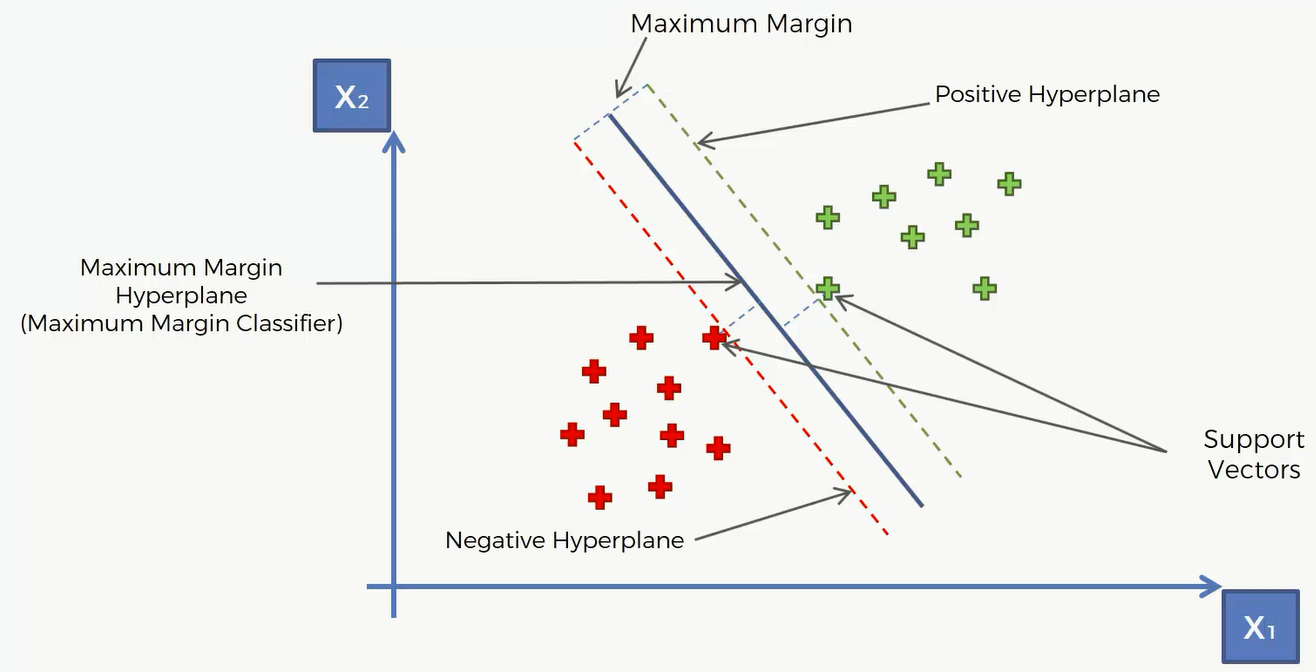 Maximum Margin
X₂
Positive Hyperplane
Maximum Margin
Hyperplane
(Maximum Margin Classifier)
Support
Vectors
Negative Hyperplane
X₁